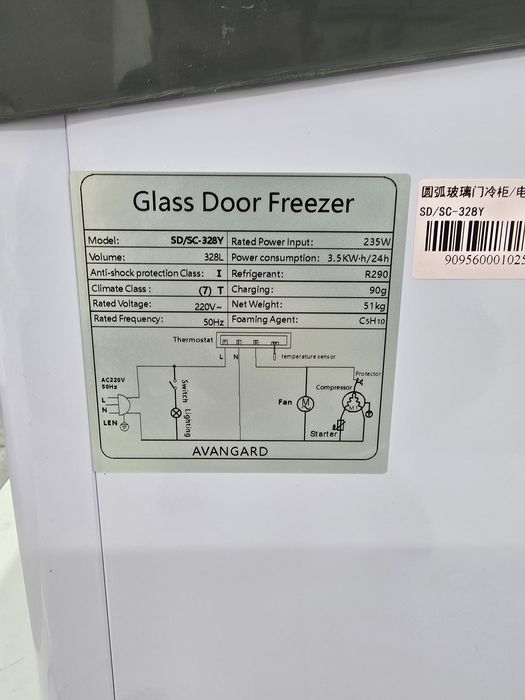 Glass Door Freezer
Model: SD/SC-328Y Rated Power Input: 235W
Volume: 328L Power consumption: 3.5KW·h/24h
Anti-shock protection Class: I Refrigerant: R290
Climate Class : (7) T Charging: 90g
Rated Voltage: 220V~ Net Weight: 51kg
Rated Frequency: 50Hz Foaming Agent: C5H10
Thermostat
L N temperature sensor
AC220V
50Hz
L
N
LEN
Switch
Lighting
Fan
M
Protector
Compressor
M
Starter
AVANGARD
圆弧玻璃门冷柜/电
SD/SC-328Y
909560001025